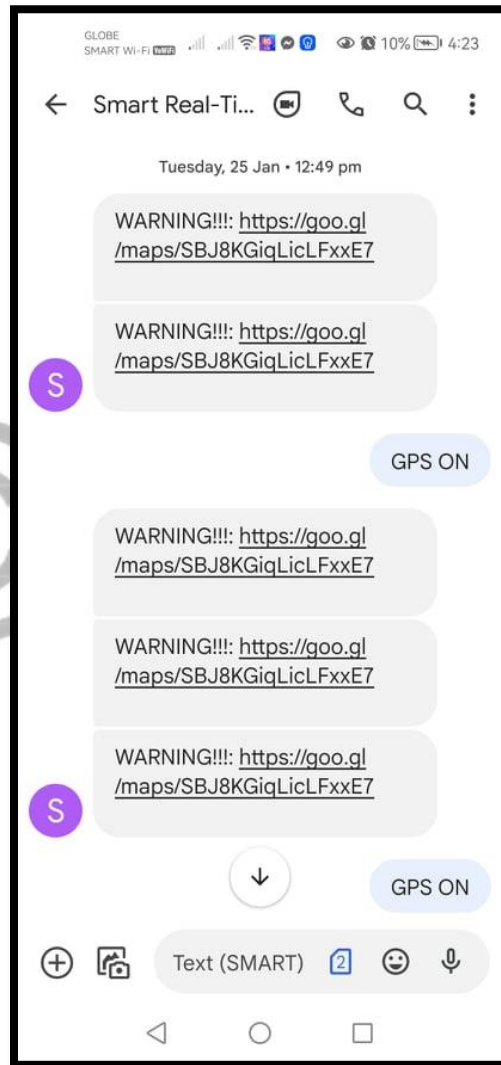 GLOBE
SMART Wi-Fi VoWiFi 10% 4:23
Smart Real-Ti...
Tuesday, 25 Jan • 12:49 pm
WARNING!!!: https://goo.gl
/maps/SBJ8KGiqLicLFxxE7
WARNING!!!: https://goo.gl
/maps/SBJ8KGiqLicLFxxE7
S
GPS ON
WARNING!!!: https://goo.gl
/maps/SBJ8KGiqLicLFxxE7
WARNING!!!: https://goo.gl
/maps/SBJ8KGiqLicLFxxE7
WARNING!!!: https://goo.gl
/maps/SBJ8KGiqLicLFxxE7
S
GPS ON
Text (SMART) 2